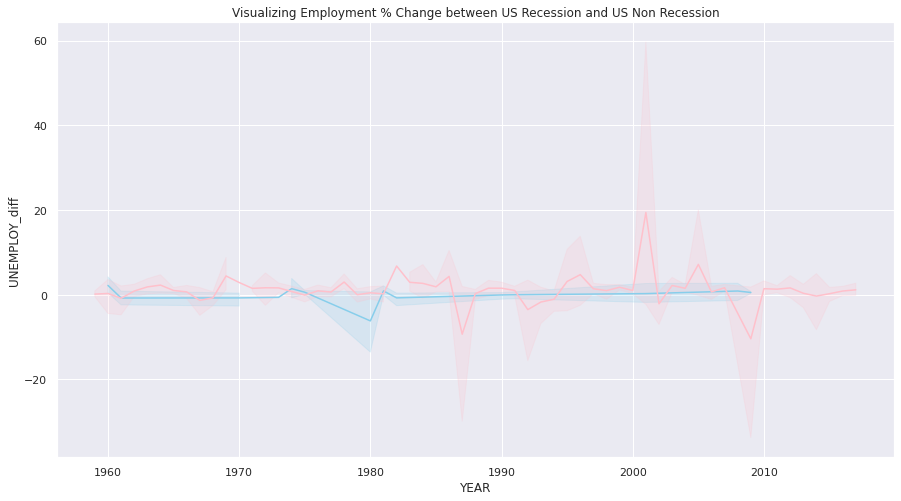 Visualizing Employment % Change between US Recession and US Non Recession
60
40
20
0
−20
UNEMPLOY_diff
1960 1970 1980 1990 2000 2010
YEAR